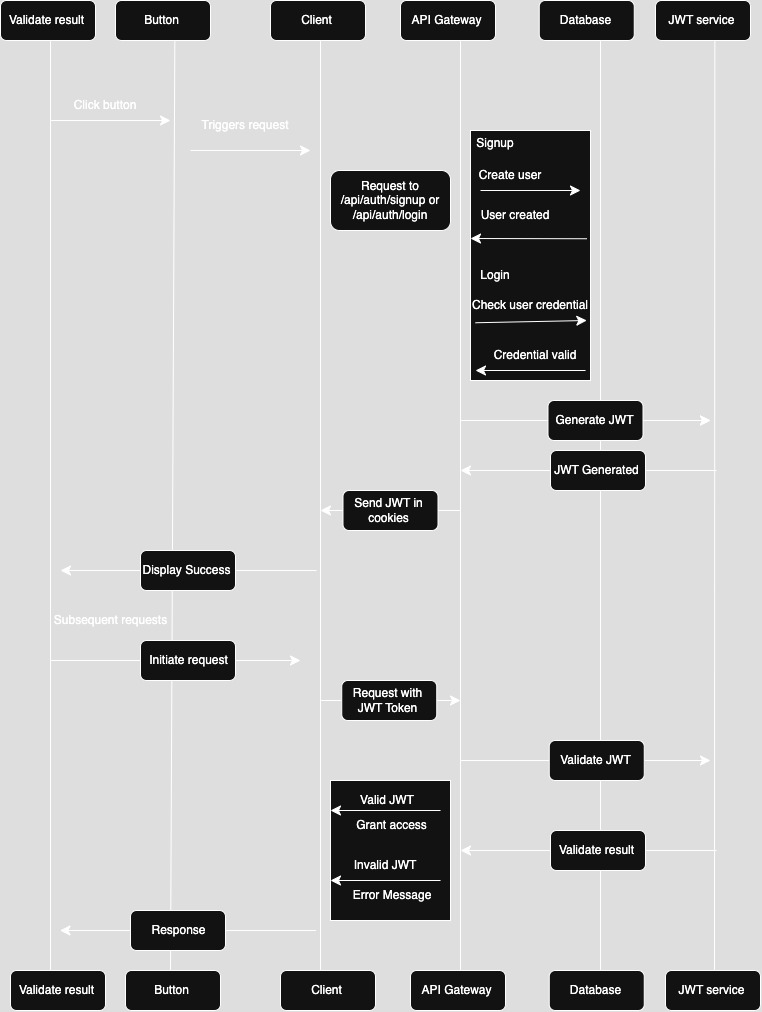 Validate result
Button
Client
API Gateway
Database
JWT service
Click button
Triggers request
Signup
Create user
Request to
/api/auth/signup or
/api/auth/login
User created
Login
Check user credential
Credential valid
Generate JWT
JWT Generated
Send JWT in
cookies
Display Success
Subsequent requests
Initiate request
Request with
JWT Token
Validate JWT
Valid JWT
Grant access
Validate result
Invalid JWT
Error Message
Response
Validate result
Button
Client
API Gateway
Database
JWT service